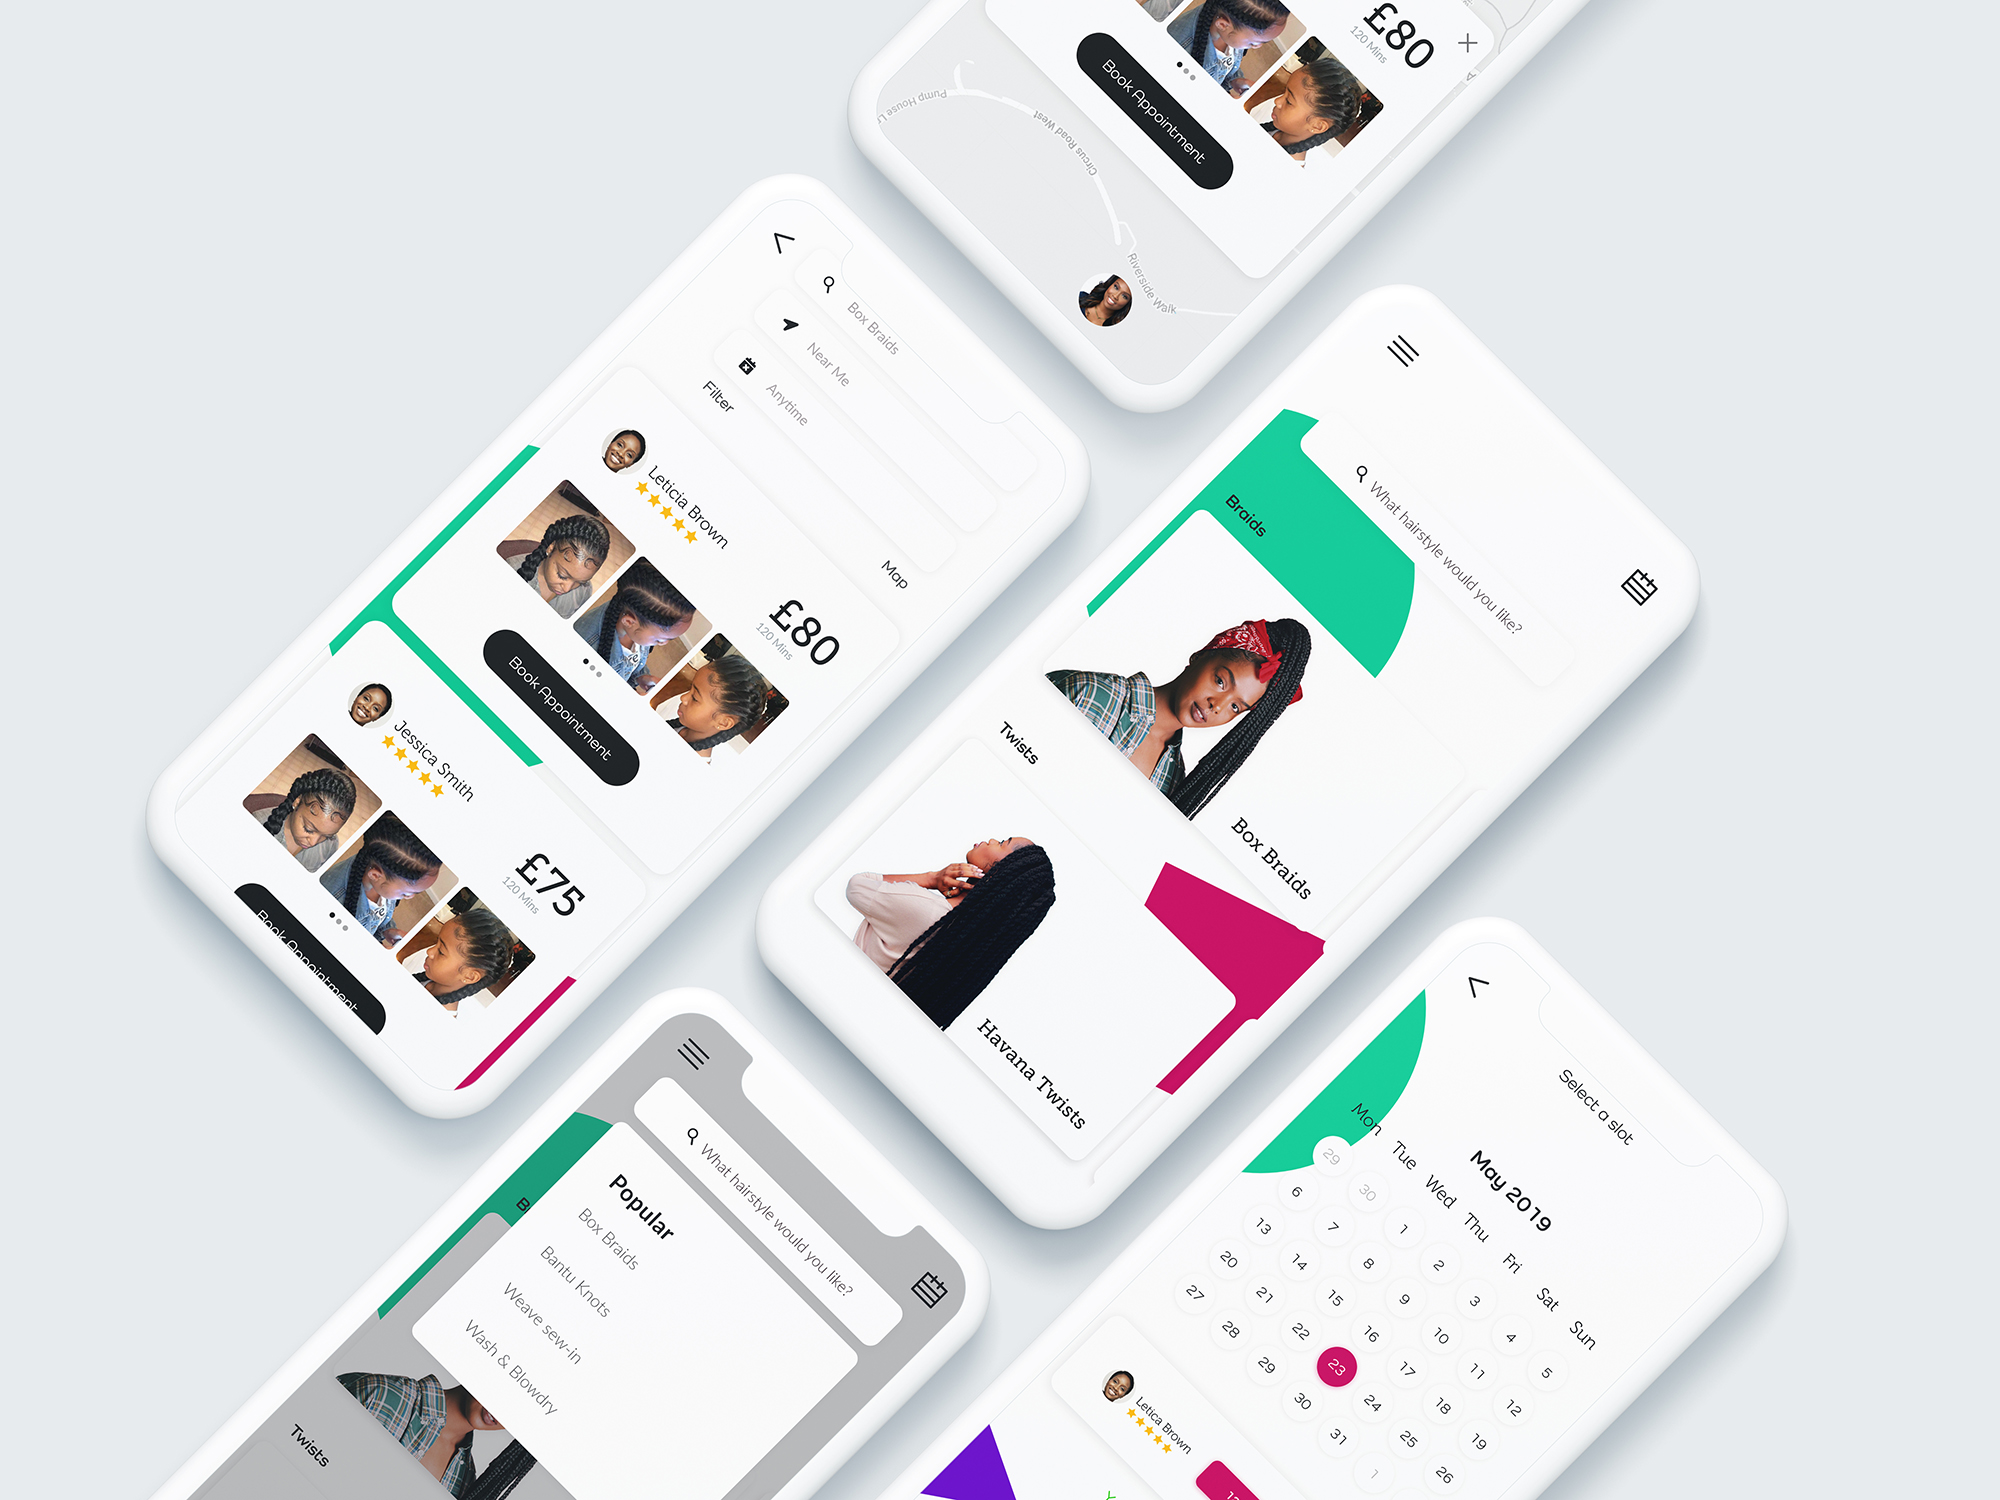 £80
120 Mins
Book Appointment
Pump House
Circus Road West
Riverside Walk
Box Braids
Near Me
Anytime
Filter
Map
Leticia Brown
£80
120 Mins
Book Appointment
Jessica Smith
£75
120 Mins
Book Appointment
What hairstyle would you like?
Braids
Box Braids
Twists
Havana Twists
What hairstyle would you like?
Popular
Box Braids
Bantu Knots
Weave sew-in
Wash & Blowdry
B
Twists
Select a slot
May 2019
Mon Tue Wed Thu Fri Sat Sun
29 30 1 2 3 4 5
6 7 8 9 10 11 12
13 14 15 16 17 18 19
20 21 22 23 24 25 26
27 28 29 30 31 1
Letica Brown